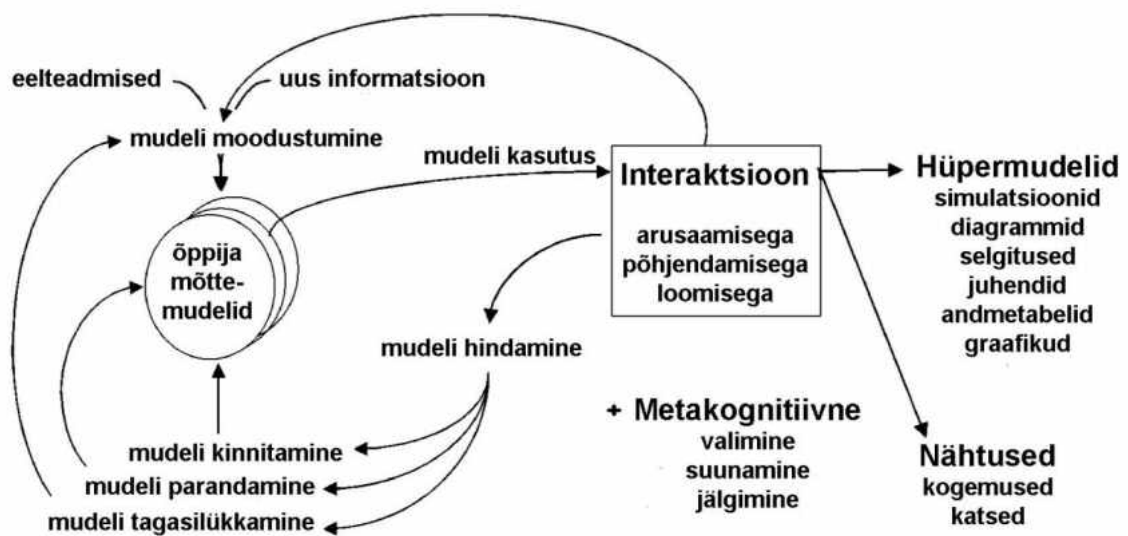 eelteadmised
uus informatsioon
mudeli moodustumine
mudeli kasutus
õppija
mõtte-
mudelid
Interaktsioon
arusaamisega
põhjendamisega
loomisega
Hüpermudelid
simulatsioonid
diagrammid
selgitused
juhendid
andmetabelid
graafikud
mudeli hindamine
mudeli kinnitamine
mudeli parandamine
mudeli tagasilükkamine
+ Metakognitiivne
valimine
suunamine
jälgimine
Nähtused
kogemused
katsed